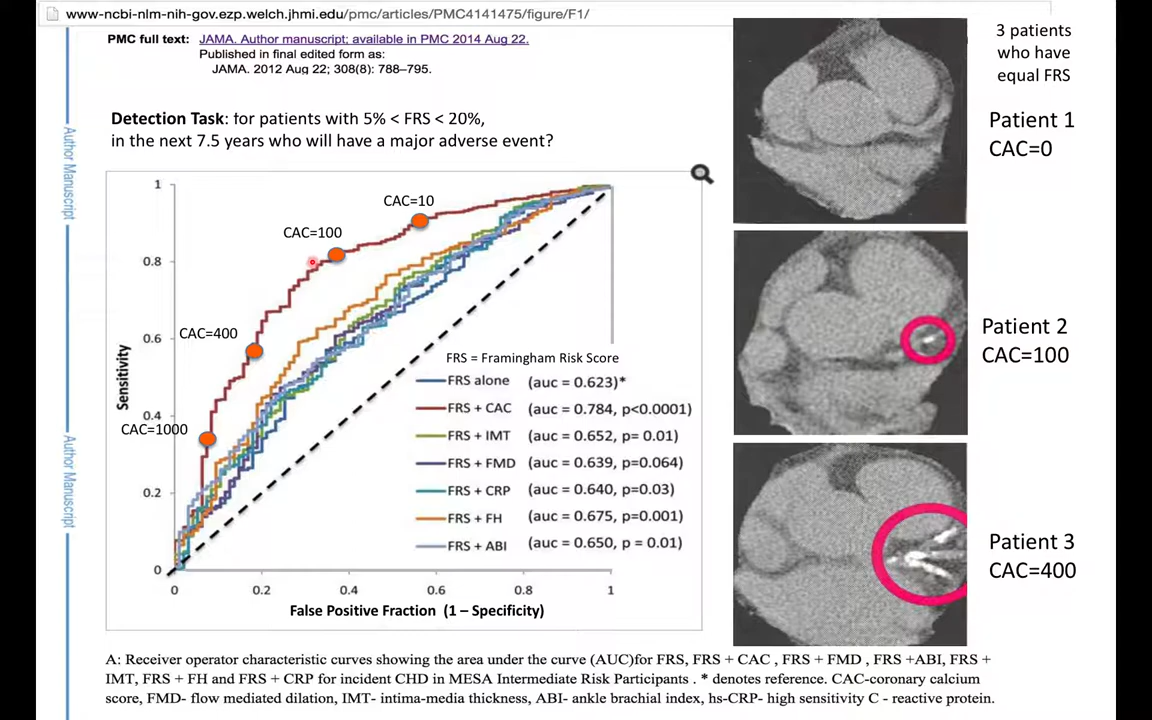 www-ncbi-nlm-nih-gov.ezp.welch.jhmi.edu/pmc/articles/PMC4141475/figure/F1/
PMC full text: JAMA. Author manuscript; available in PMC 2014 Aug 22.
Published in final edited form as:
JAMA. 2012 Aug 22; 308(8): 788–795.
Detection Task: for patients with 5% < FRS < 20%,
in the next 7.5 years who will have a major adverse event?
Author Manuscript
Author Manuscript
1
0.8
0.6
0.4
0.2
0
Sensitivity
CAC=10
CAC=100
CAC=400
CAC=1000
FRS = Framingham Risk Score
FRS alone (auc = 0.623)*
FRS + CAC (auc = 0.784, p<0.0001)
FRS + IMT (auc = 0.652, p= 0.01)
FRS + FMD (auc = 0.639, p=0.064)
FRS + CRP (auc = 0.640, p=0.03)
FRS + FH (auc = 0.675, p=0.001)
FRS + ABI (auc = 0.650, p = 0.01)
0 0.2 0.4 0.6 0.8 1
False Positive Fraction (1 – Specificity)
3 patients
who have
equal FRS
Patient 1
CAC=0
Patient 2
CAC=100
Patient 3
CAC=400
A: Receiver operator characteristic curves showing the area under the curve (AUC)for FRS, FRS + CAC , FRS + FMD , FRS +ABI, FRS +
IMT, FRS + FH and FRS + CRP for incident CHD in MESA Intermediate Risk Participants . * denotes reference. CAC-coronary calcium
score, FMD- flow mediated dilation, IMT- intima-media thickness, ABI- ankle brachial index, hs-CRP- high sensitivity C - reactive protein.